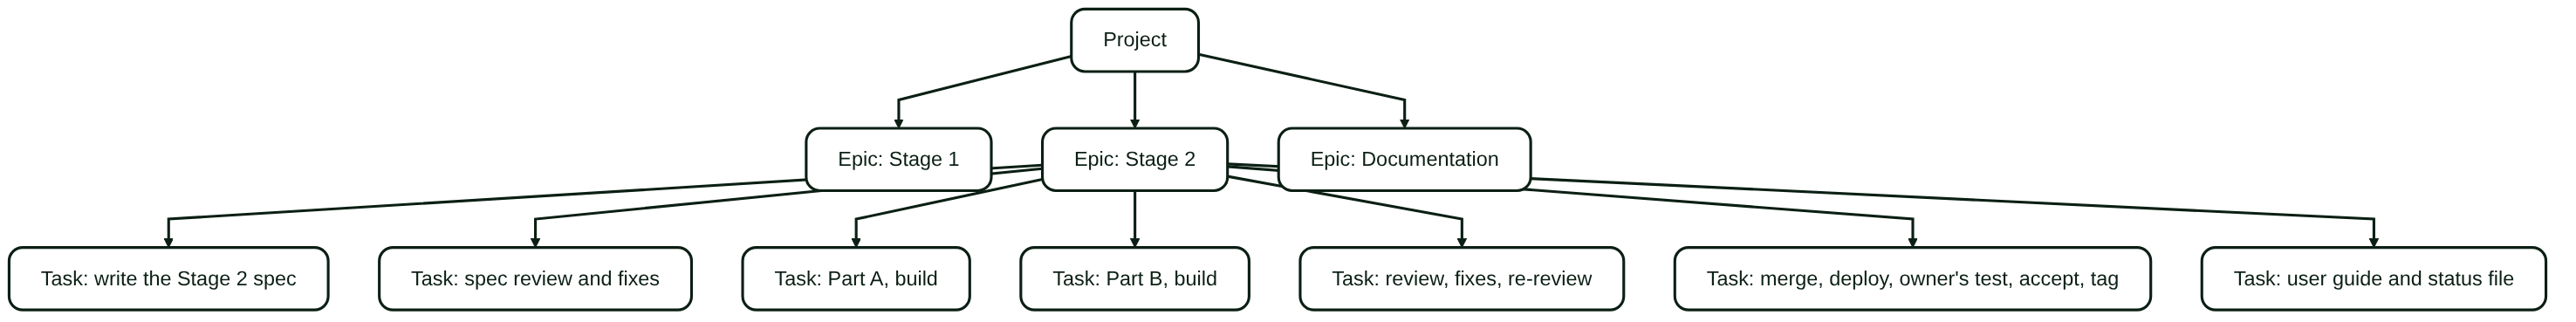 Project
Epic: Stage 1
Epic: Stage 2
Epic: Documentation
Task: write the Stage 2 spec
Task: spec review and fixes
Task: Part A, build
Task: Part B, build
Task: review, fixes, re-review
Task: merge, deploy, owner's test, accept, tag
Task: user guide and status file